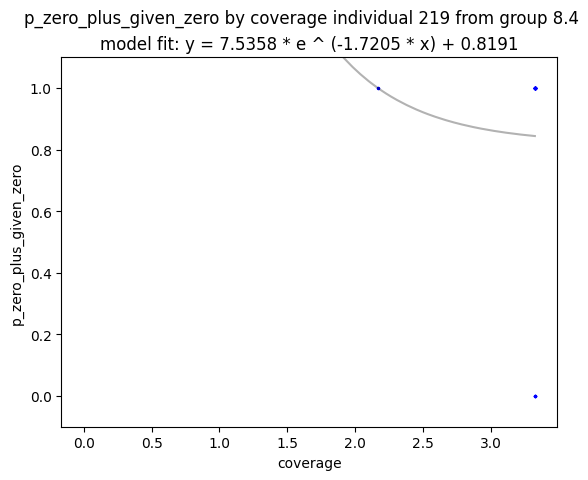 p_zero_plus_given_zero by coverage individual 219 from group 8.4
model fit: y = 7.5358 * e ^ (-1.7205 * x) + 0.8191
1.0
0.8
0.6
0.4
0.2
0.0
p_zero_plus_given_zero
0.0 0.5 1.0 1.5 2.0 2.5 3.0
coverage